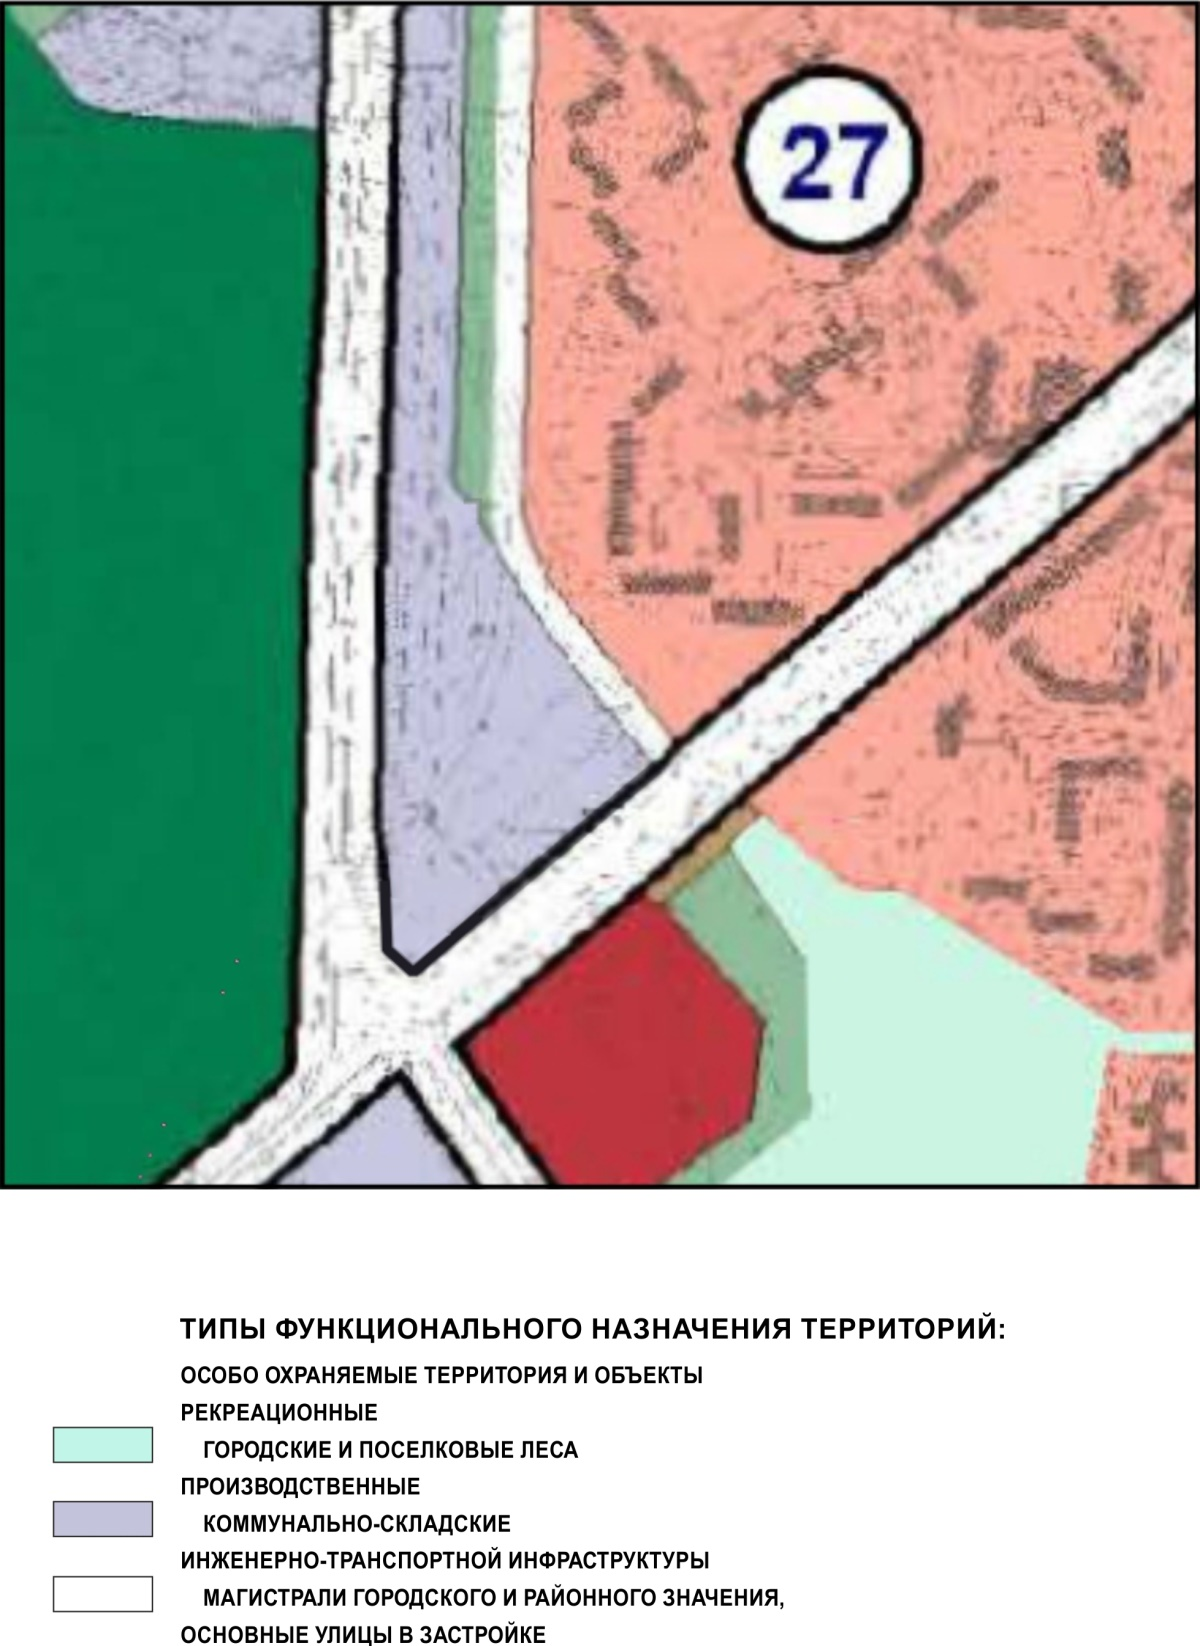 27
ТИПЫ ФУНКЦИОНАЛЬНОГО НАЗНАЧЕНИЯ ТЕРРИТОРИЙ:
ОСОБО ОХРАНЯЕМЫЕ ТЕРРИТОРИЯ И ОБЪЕКТЫ
РЕКРЕАЦИОННЫЕ
ГОРОДСКИЕ И ПОСЕЛКОВЫЕ ЛЕСА
ПРОИЗВОДСТВЕННЫЕ
КОММУНАЛЬНО-СКЛАДСКИЕ
ИНЖЕНЕРНО-ТРАНСПОРТНОЙ ИНФРАСТРУКТУРЫ
МАГИСТРАЛИ ГОРОДСКОГО И РАЙОННОГО ЗНАЧЕНИЯ,
ОСНОВНЫЕ УЛИЦЫ В ЗАСТРОЙКЕ